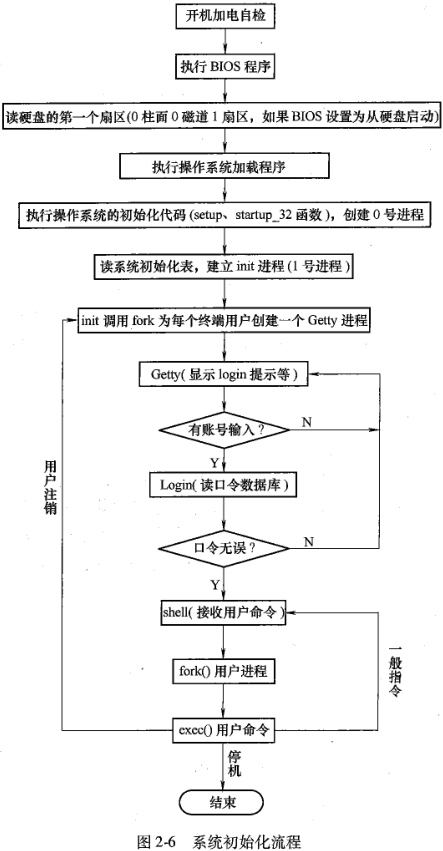 开机加电自检
执行 BIOS 程序
读硬盘的第一个扇区(0 柱面 0 磁道 1 扇区，如果 BIOS 设置为从硬盘启动)
执行操作系统加载程序
执行操作系统的初始化代码 (setup、startup_32 函数)，创建 0 号进程
读系统初始化表，建立 init 进程 (1 号进程)
init 调用 fork 为每个终端用户创建一个 Getty 进程
Getty( 显示 login 提示等)
有账号输入？
N
Y
Login( 读口令数据库)
口令无误？
N
Y
shell( 接收用户命令)
fork() 用户进程
exec() 用户命令
用户注销
一般指令
停机
结束
图 2-6 系统初始化流程